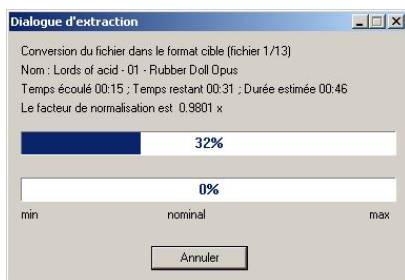 Dialogue d'extraction
Conversion du fichier dans le format cible (fichier 1/13)
Nom : Lords of acid - 01 - Rubber Doll Opus
Temps écoulé 00:15 ; Temps restant 00:31 ; Durée estimée 00:46
Le facteur de normalisation est 0.9801 x
32%
0%
min nominal max
Annuler